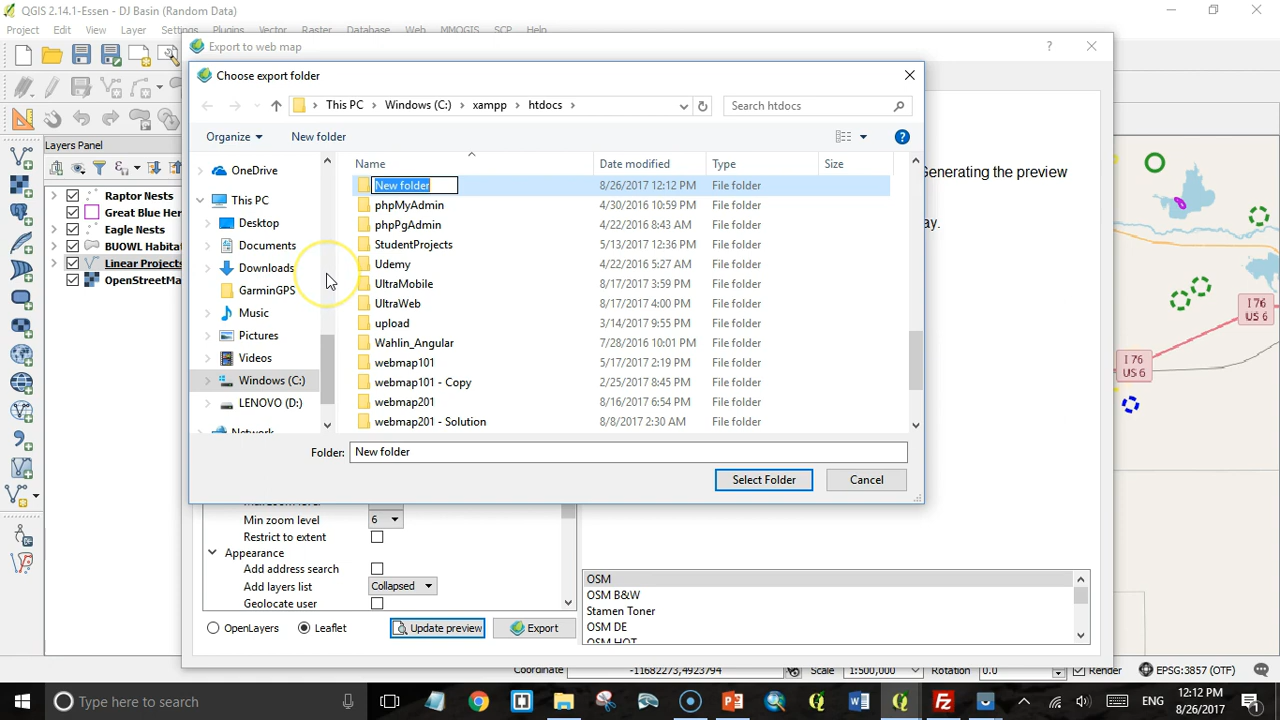 QGIS 2.14.1-Essen - DJ Basin (Random Data)
Project Edit View Layer Settings Plugins Vector Raster Database Web MMQGIS SCP Help
Export to web map
Choose export folder
This PC Windows (C:) xampp htdocs
Search htdocs
Organize New folder
Layers Panel
Name Date modified Type Size
OneDrive
This PC
Desktop
Documents
Downloads
GarminGPS
Music
Pictures
Videos
Windows (C:)
LENOVO (D:)
Network
New folder 8/26/2017 12:12 PM File folder
phpMyAdmin 4/30/2016 10:59 PM File folder
phpPgAdmin 4/22/2016 8:43 AM File folder
StudentProjects 5/13/2017 12:36 PM File folder
Udemy 4/22/2016 5:27 AM File folder
UltraMobile 8/17/2017 3:59 PM File folder
UltraWeb 8/17/2017 4:00 PM File folder
upload 3/14/2017 9:55 PM File folder
Wahlin_Angular 7/28/2016 10:01 PM File folder
webmap101 5/17/2017 2:19 PM File folder
webmap101 - Copy 2/25/2017 8:45 PM File folder
webmap201 8/16/2017 6:54 PM File folder
webmap201 - Solution 8/8/2017 2:30 AM File folder
Folder: New folder
Select Folder Cancel
Raptor Nests
Great Blue Her
Eagle Nests
BUOWL Habita
Linear Projects
OpenStreetMa
Generating the preview
ay.
I 76
US 6
I 76
US 6
Min zoom level 6
Restrict to extent
Appearance
Add address search
Add layers list Collapsed
Geolocate user
OpenLayers Leaflet Update preview Export
OSM
OSM B&W
Stamen Toner
OSM DE
OSM HOT
Coordinate -11682273,4923794 Scale 1:500,000 Rotation 0.0 Render EPSG:3857 (OTF)
Type here to search
ENG
12:12 PM
8/26/2017